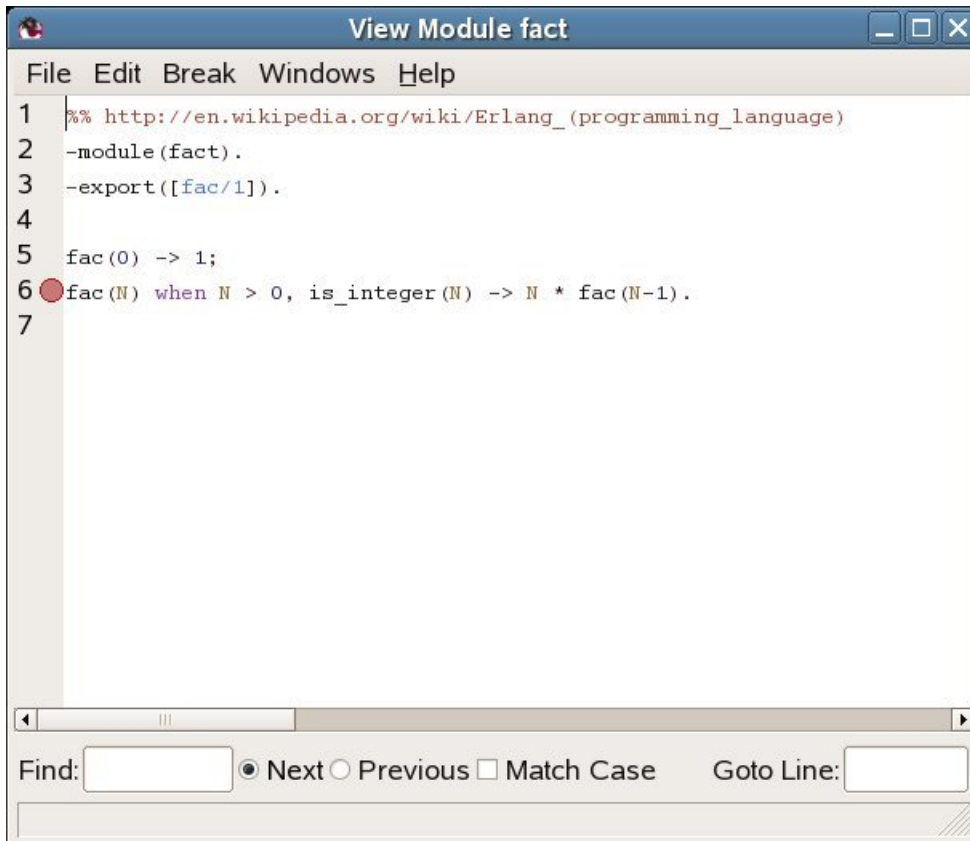 View Module fact
File Edit Break Windows Help
1 %% http://en.wikipedia.org/wiki/Erlang_(programming_language)
2 -module(fact).
3 -export([fac/1]).
4
5 fac(0) -> 1;
6 fac(N) when N > 0, is_integer(N) -> N * fac(N-1).
7
Find: Next Previous Match Case Goto Line: